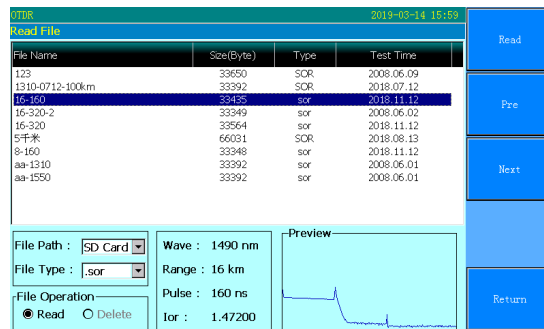 OTDR 2019-03-14 15:59
Read File
File Name Size(Byte) Type Test Time
123 33650 SOR 2008.06.09
1310-0712-100km 33392 SOR 2018.07.12
16-160 33435 sor 2018.11.12
16-320-2 33349 sor 2008.06.02
16-320 33564 sor 2018.11.12
5千米 66031 SOR 2018.08.13
8-160 33348 sor 2018.11.12
aa-1310 33392 sor 2008.06.01
aa-1550 33392 sor 2008.06.01
File Path : SD Card
File Type : .sor
File Operation
Read Delete
Wave : 1490 nm
Range : 16 km
Pulse : 160 ns
Ior : 1.47200
Preview
Read
Pre
Next
Return